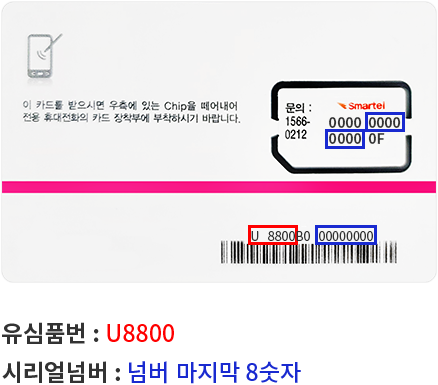 이 카드를 받으시면 우측에 있는 Chip을 떼어내어
전용 휴대전화의 카드 장착부에 부착하시기 바랍니다.
문의 : Smartel
1566- 0000 0000
0212 0000 0F
U 8800B0 00000000
유심품번 : U8800
시리얼넘버 : 넘버 마지막 8숫자